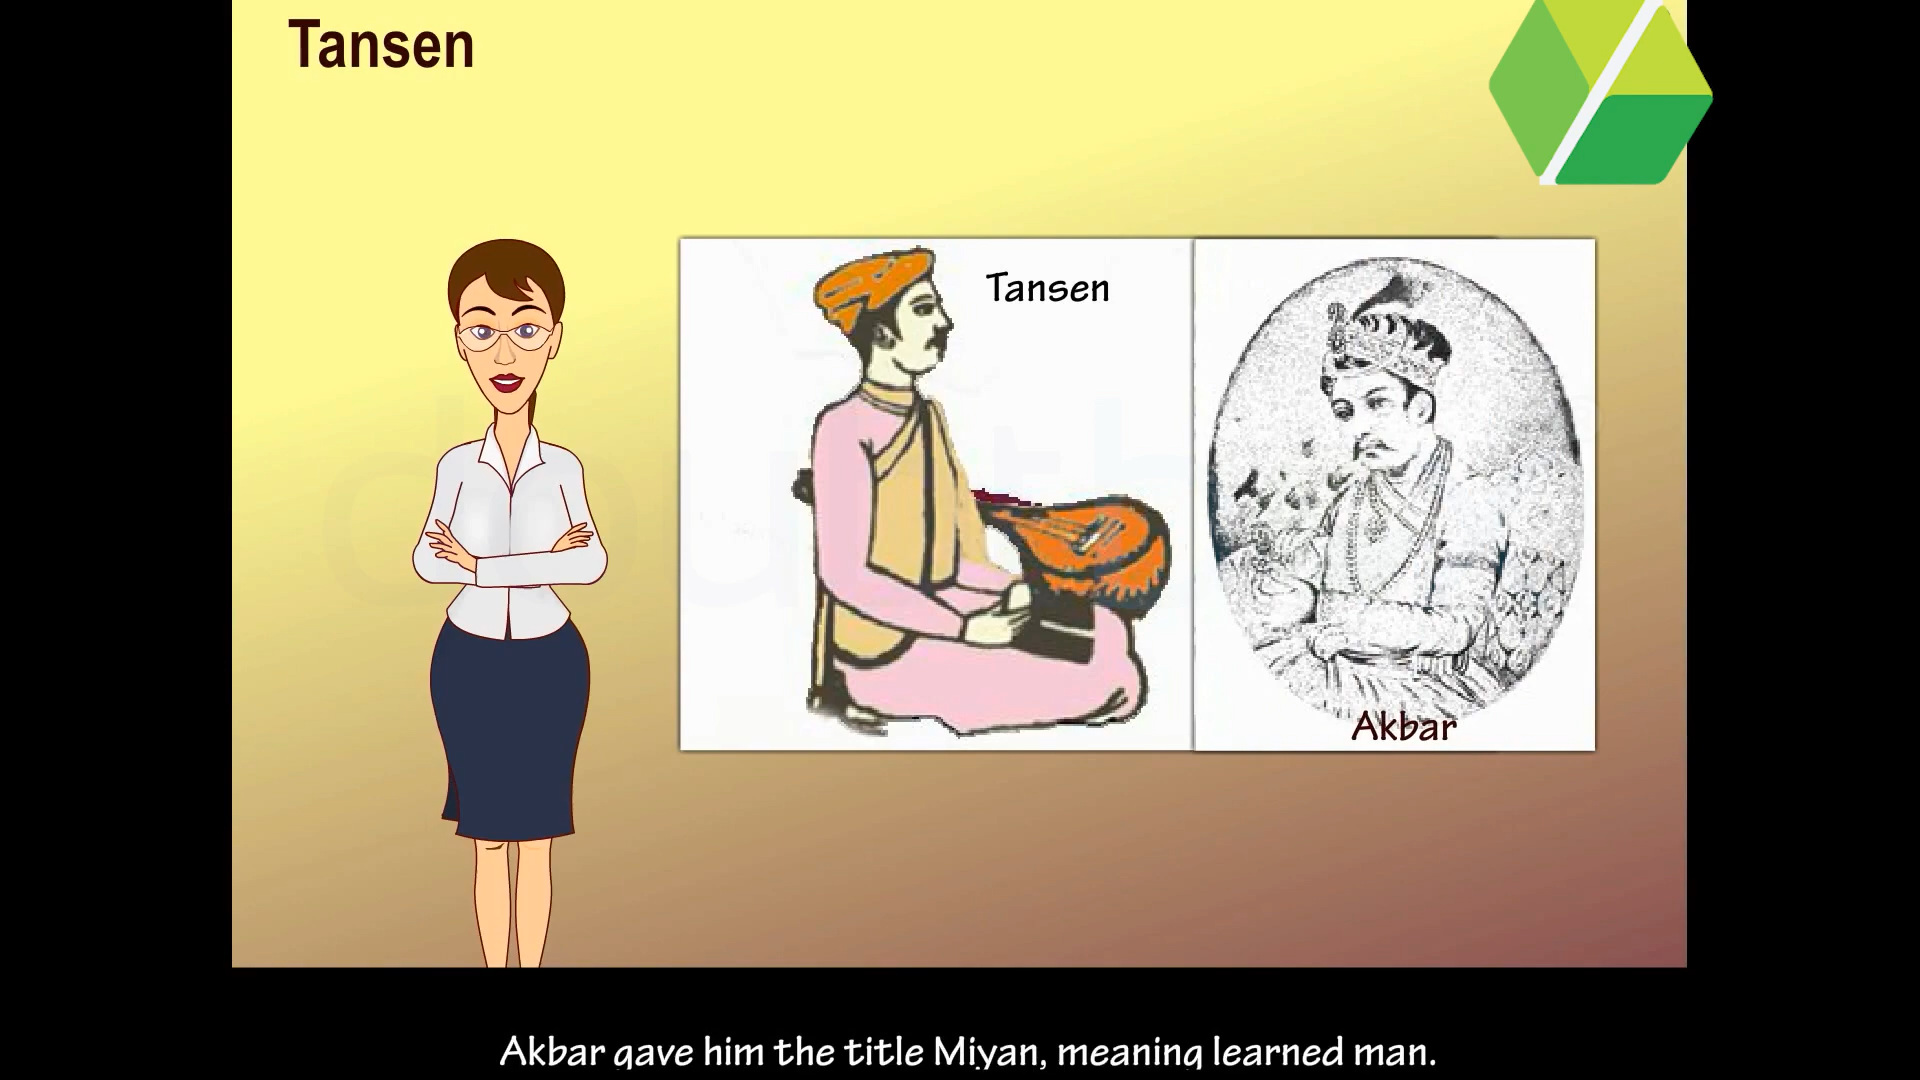 Tansen
Tansen
Akbar
Akbar gave him the title Miyan, meaning learned man.